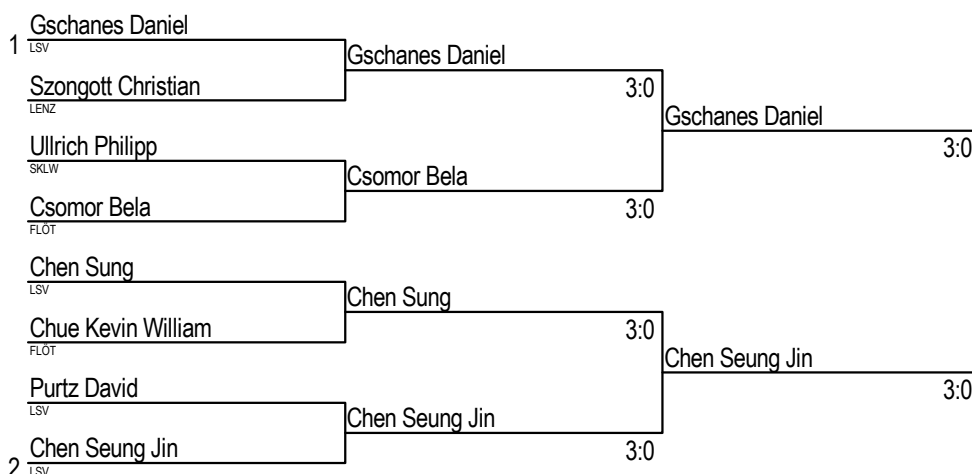 Gschanes Daniel
1 LSV
Gschanes Daniel
Szongott Christian
3:0
LENZ
Gschanes Daniel
Ullrich Philipp
3:0
SKLW
Csomor Bela
Csomor Bela
3:0
FLÖT
Chen Sung
LSV
Chen Sung
Chue Kevin William
3:0
FLÖT
Chen Seung Jin
Purtz David
3:0
LSV
Chen Seung Jin
Chen Seung Jin
3:0
2 LSV